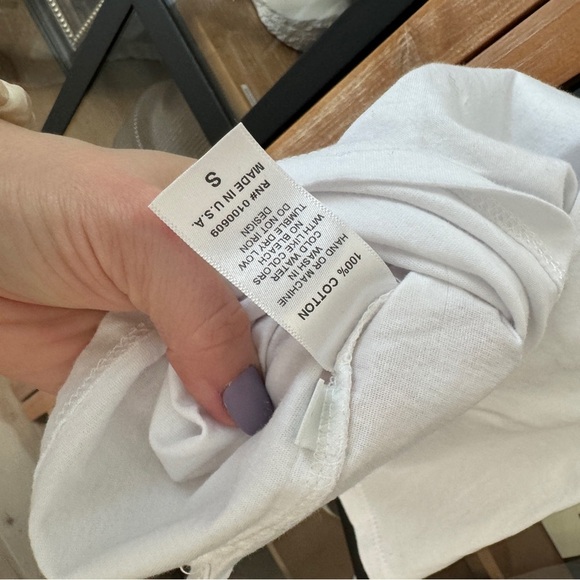 100% COTTON
HAND OR MACHINE
WASH IN
COLD WATER
WITH LIKE COLORS
NO BLEACH
TUMBLE DRY LOW
DO NOT IRON
DESIGN
RN# 0100609
MADE IN U.S.A.
S